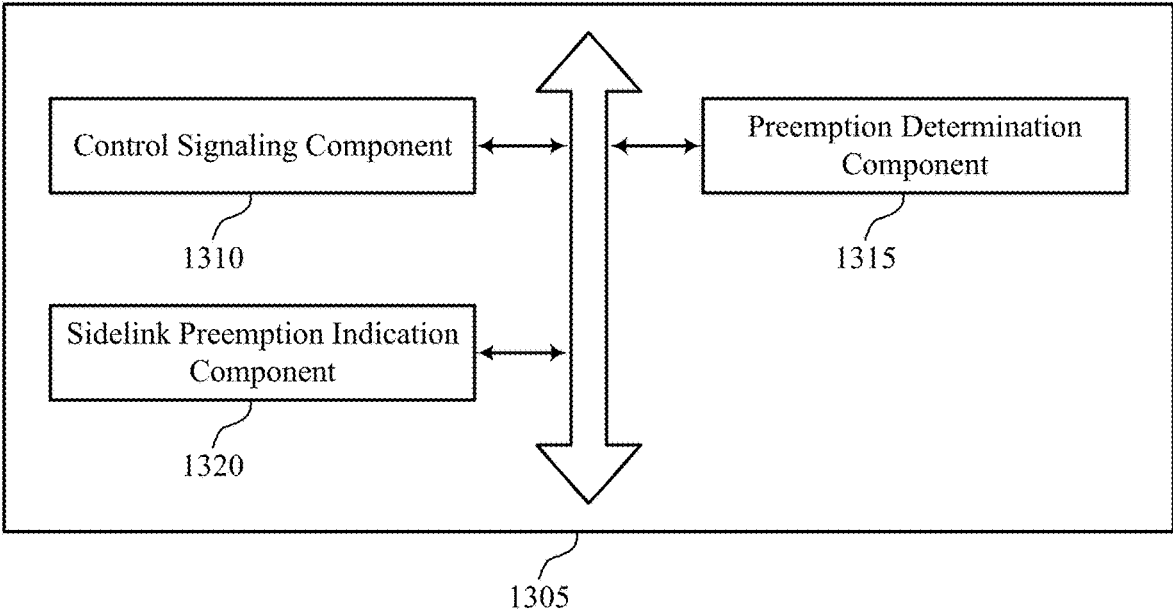 Control Signaling Component
1310
Preemption Determination
Component
1315
Sidelink Preemption Indication
Component
1320
1305